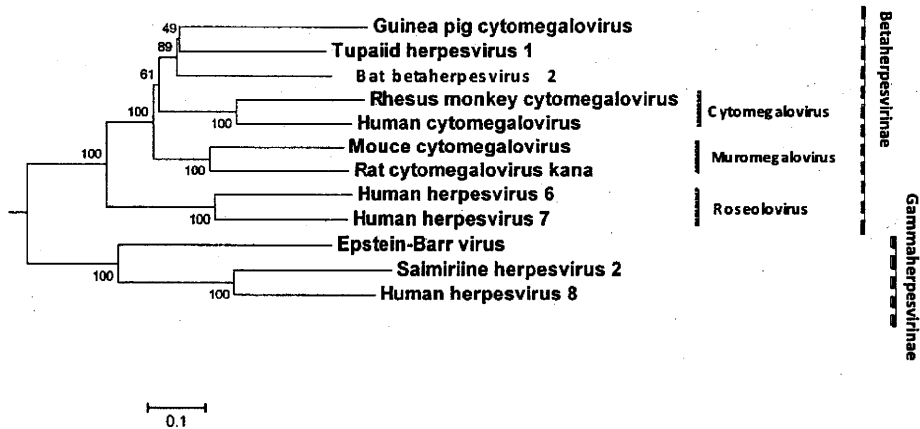 Guinea pig cytomegalovirus
Tupaiid herpesvirus 1
Bat betaherpesvirus 2
Rhesus monkey cytomegalovirus
Human cytomegalovirus
Mouce cytomegalovirus
Rat cytomegalovirus kana
Human herpesvirus 6
Human herpesvirus 7
Epstein-Barr virus
Salmiriine herpesvirus 2
Human herpesvirus 8
49
89
61
100
100
100
100
100
100
100
Cytomegalovirus
Muromegalovirus
Roseolovirus
Betaherpesvirinae
Gammaherpesvirinae
0.1